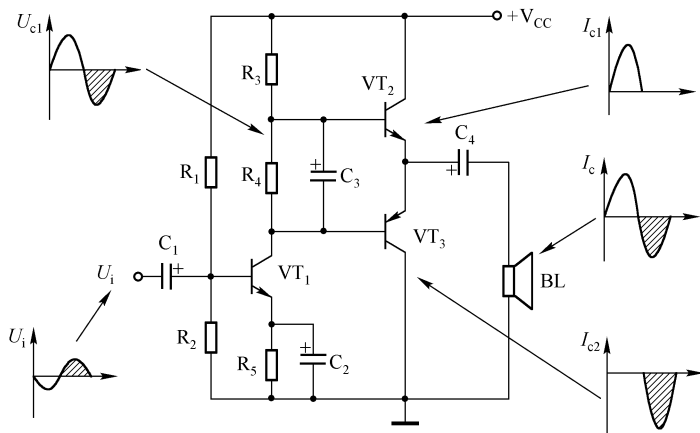 U_c1
+V_CC
I_c1
R_3
VT_2
C_4
R_1
R_4
C_3
I_c
C_1
VT_3
U_i
VT_1
BL
U_i
R_2
R_5
C_2
I_c2
+
+
+
+